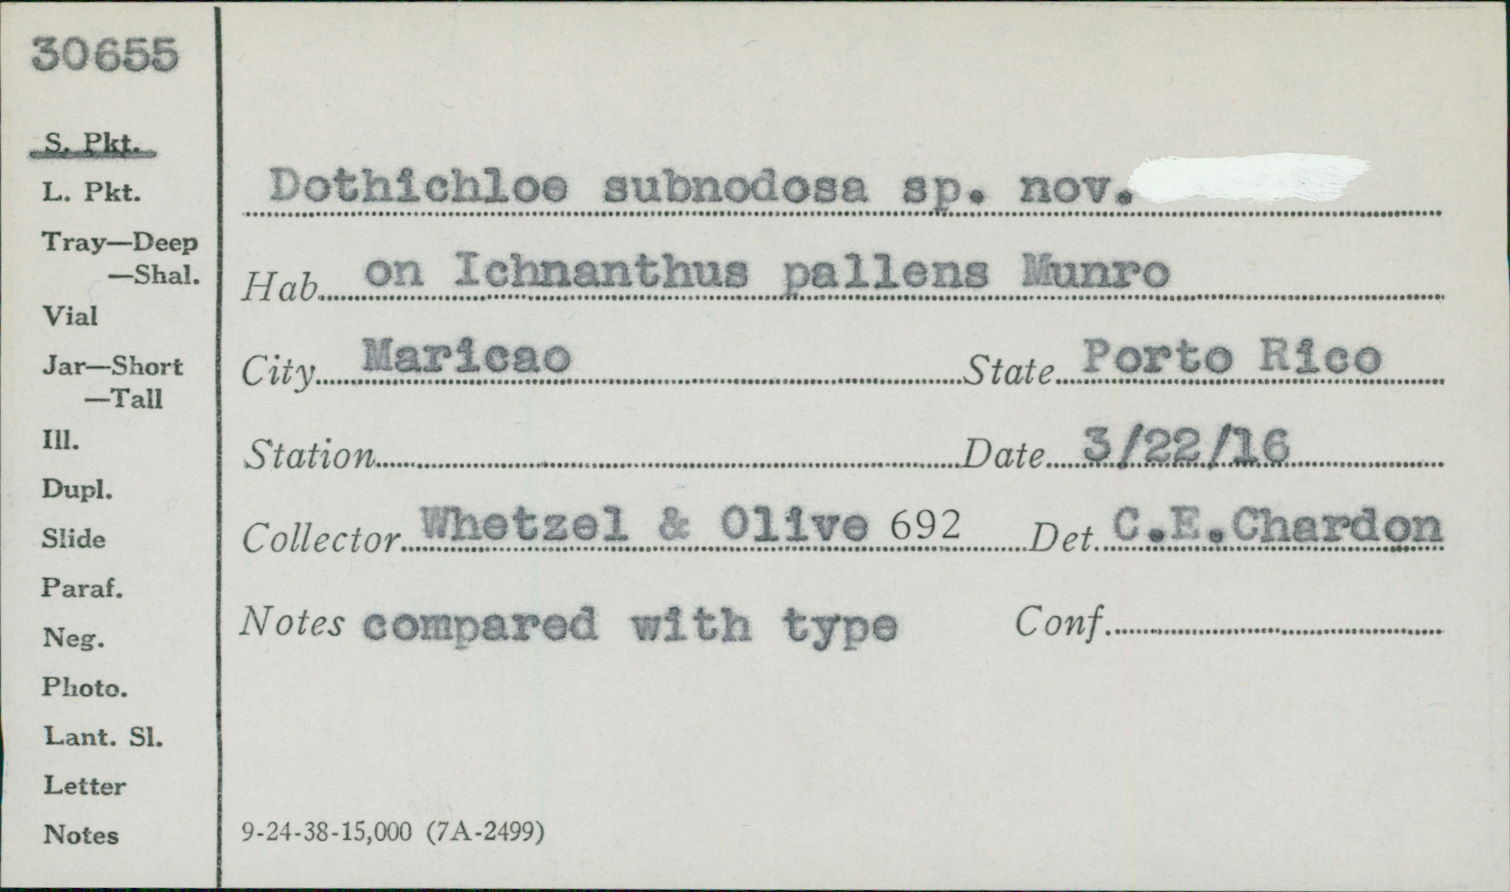 30655
S. Pkt.
L. Pkt.
Tray—Deep
—Shal.
Vial
Jar—Short
—Tall
Ill.
Dupl.
Slide
Paraf.
Neg.
Photo.
Lant. Sl.
Letter
Notes
Dothichloe subnodosa sp. nov.
Hab. on Ichnanthus pallens Munro
City Maricao State Porto Rico
Station Date 3/22/16
Collector Whetzel & Olive 692 Det. C.E.Chardon
Notes compared with type Conf.
9-24-38-15,000 (7A-2499)